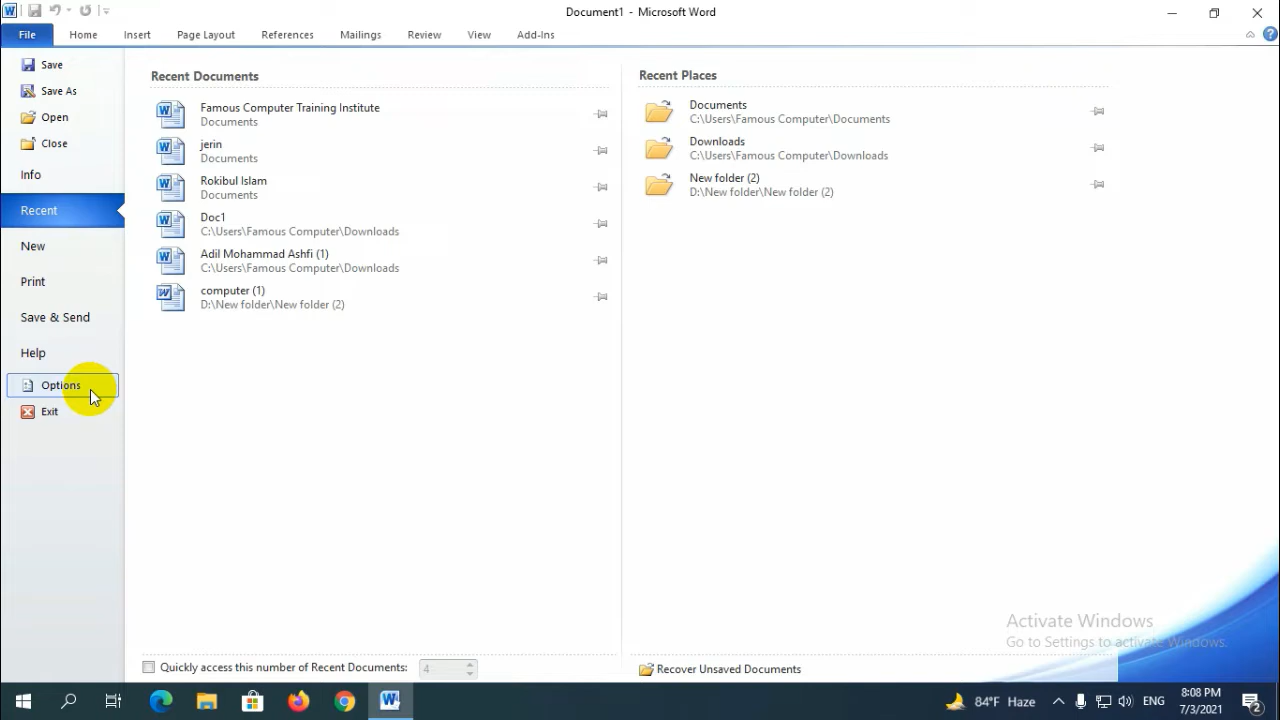 Document1 - Microsoft Word
File Home Insert Page Layout References Mailings Review View Add-Ins
Save
Save As
Open
Close
Info
Recent
New
Print
Save & Send
Help
Options
Exit
Recent Documents
Famous Computer Training Institute
Documents
jerin
Documents
Rokibul Islam
Documents
Doc1
C:\Users\Famous Computer\Downloads
Adil Mohammad Ashfi (1)
C:\Users\Famous Computer\Downloads
computer (1)
D:\New folder\New folder (2)
Quickly access this number of Recent Documents: 4
Recent Places
Documents
C:\Users\Famous Computer\Documents
Downloads
C:\Users\Famous Computer\Downloads
New folder (2)
D:\New folder\New folder (2)
Recover Unsaved Documents
Activate Windows
Go to Settings to activate Windows.
84°F Haze
ENG
8:08 PM
7/3/2021
2